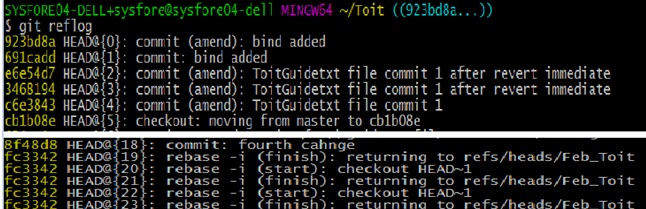 SYSFORE04-DELL+sysfore@sysfore04-dell MINGW64 ~/Toit ((923bd8a...))
$ git reflog
923bd8a HEAD@{0}: commit (amend): bind added
691cadd HEAD@{1}: commit: bind added
e6e54d7 HEAD@{2}: commit (amend): ToitGuidetxt file commit 1 after revert immediate
3468194 HEAD@{3}: commit (amend): ToitGuidetxt file commit 1 after revert immediate
c6e3843 HEAD@{4}: commit (amend): ToitGuidetxt file commit 1
cb1b08e HEAD@{5}: checkout: moving from master to cb1b08e
8f48d8 HEAD@{18}: commit: fourth cahnge
fc3342 HEAD@{19}: rebase -i (finish): returning to refs/heads/Feb_Toit
fc3342 HEAD@{20}: rebase -i (start): checkout HEAD~1
fc3342 HEAD@{21}: rebase -i (finish): returning to refs/heads/Feb_Toit
fc3342 HEAD@{22}: rebase -i (start): checkout HEAD~1
fc3342 HEAD@{23}: rebase -i (finish): returning to refs/heads/Feb_Toit